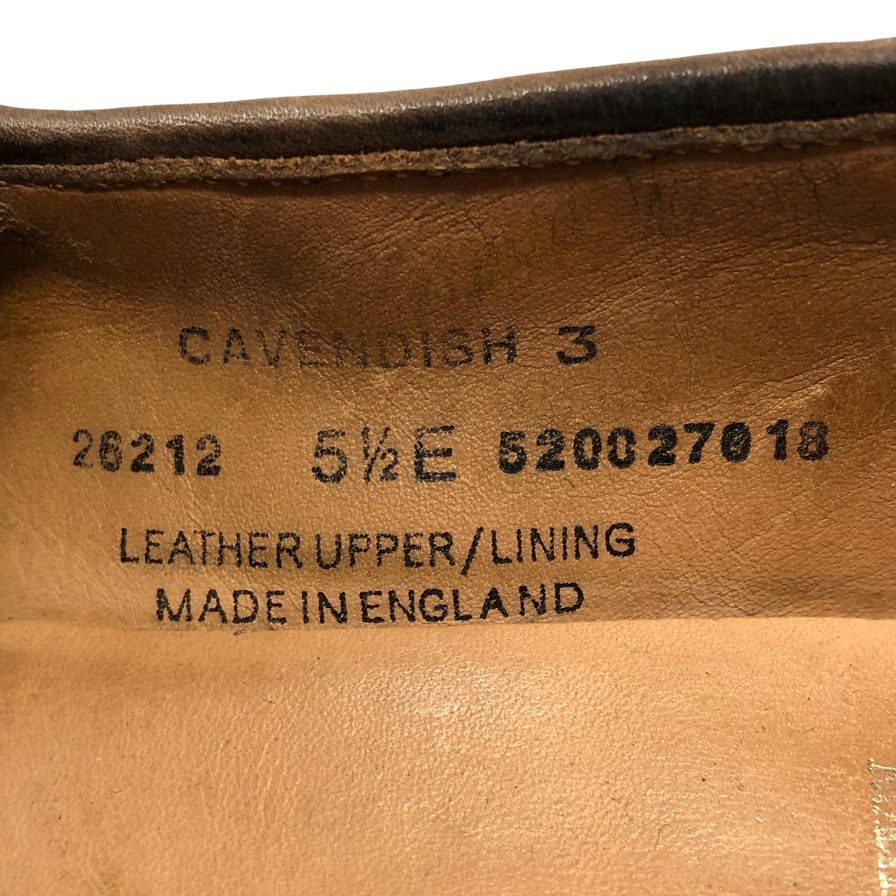 CAVENDISH 3
26212 5½E 520027018
LEATHER UPPER/LINING
MADE IN ENGLAND